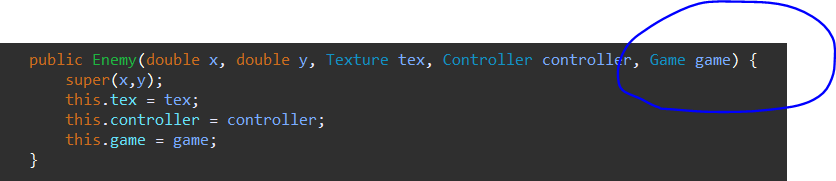 public Enemy(double x, double y, Texture tex, Controller controller, Game game) {
super(x,y);
this.tex = tex;
this.controller = controller;
this.game = game;
}